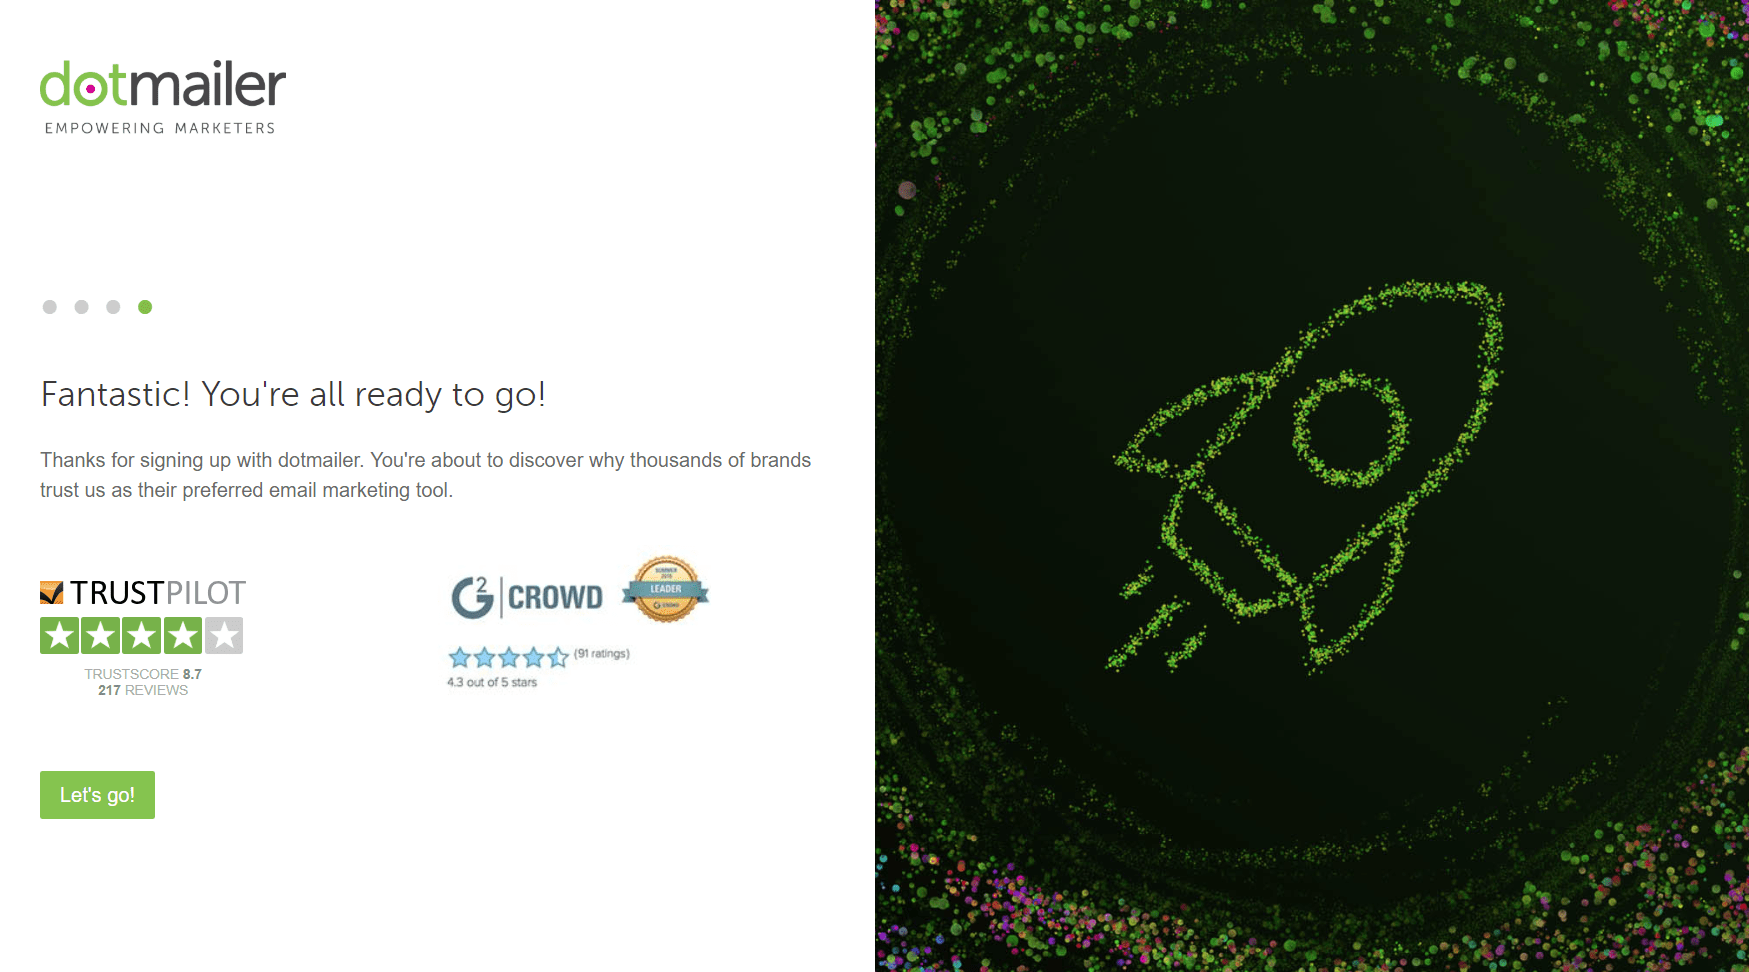 dotmailer
EMPOWERING MARKETERS
Fantastic! You're all ready to go!
Thanks for signing up with dotmailer. You're about to discover why thousands of brands
trust us as their preferred email marketing tool.
TRUSTPILOT
TRUSTSCORE 8.7
217 REVIEWS
G2 | CROWD
SUMMER
2018
LEADER
G2 CROWD
(91 ratings)
4.3 out of 5 stars
Let's go!